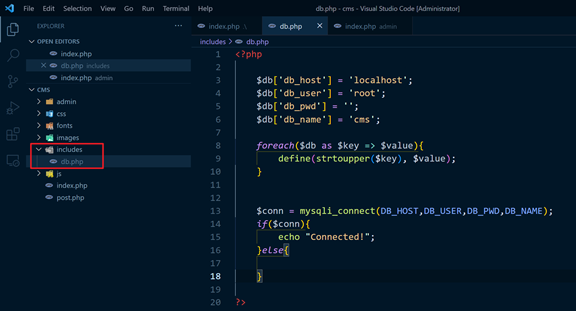 File Edit Selection View Go Run Terminal Help
db.php - cms - Visual Studio Code [Administrator]
EXPLORER
OPEN EDITORS
index.php
db.php includes
index.php admin
CMS
admin
css
fonts
images
includes
db.php
js
index.php
post.php
index.php .\
db.php
index.php admin
includes > db.php
1 <?php
2
3 $db['db_host'] = 'localhost';
4 $db['db_user'] = 'root';
5 $db['db_pwd'] = '';
6 $db['db_name'] = 'cms';
7
8 foreach($db as $key => $value){
9 define(strtoupper($key), $value);
10 }
11
12
13 $conn = mysqli_connect(DB_HOST,DB_USER,DB_PWD,DB_NAME);
14 if($conn){
15 echo "Connected!";
16 }else{
17
18 }
19
20 ?>